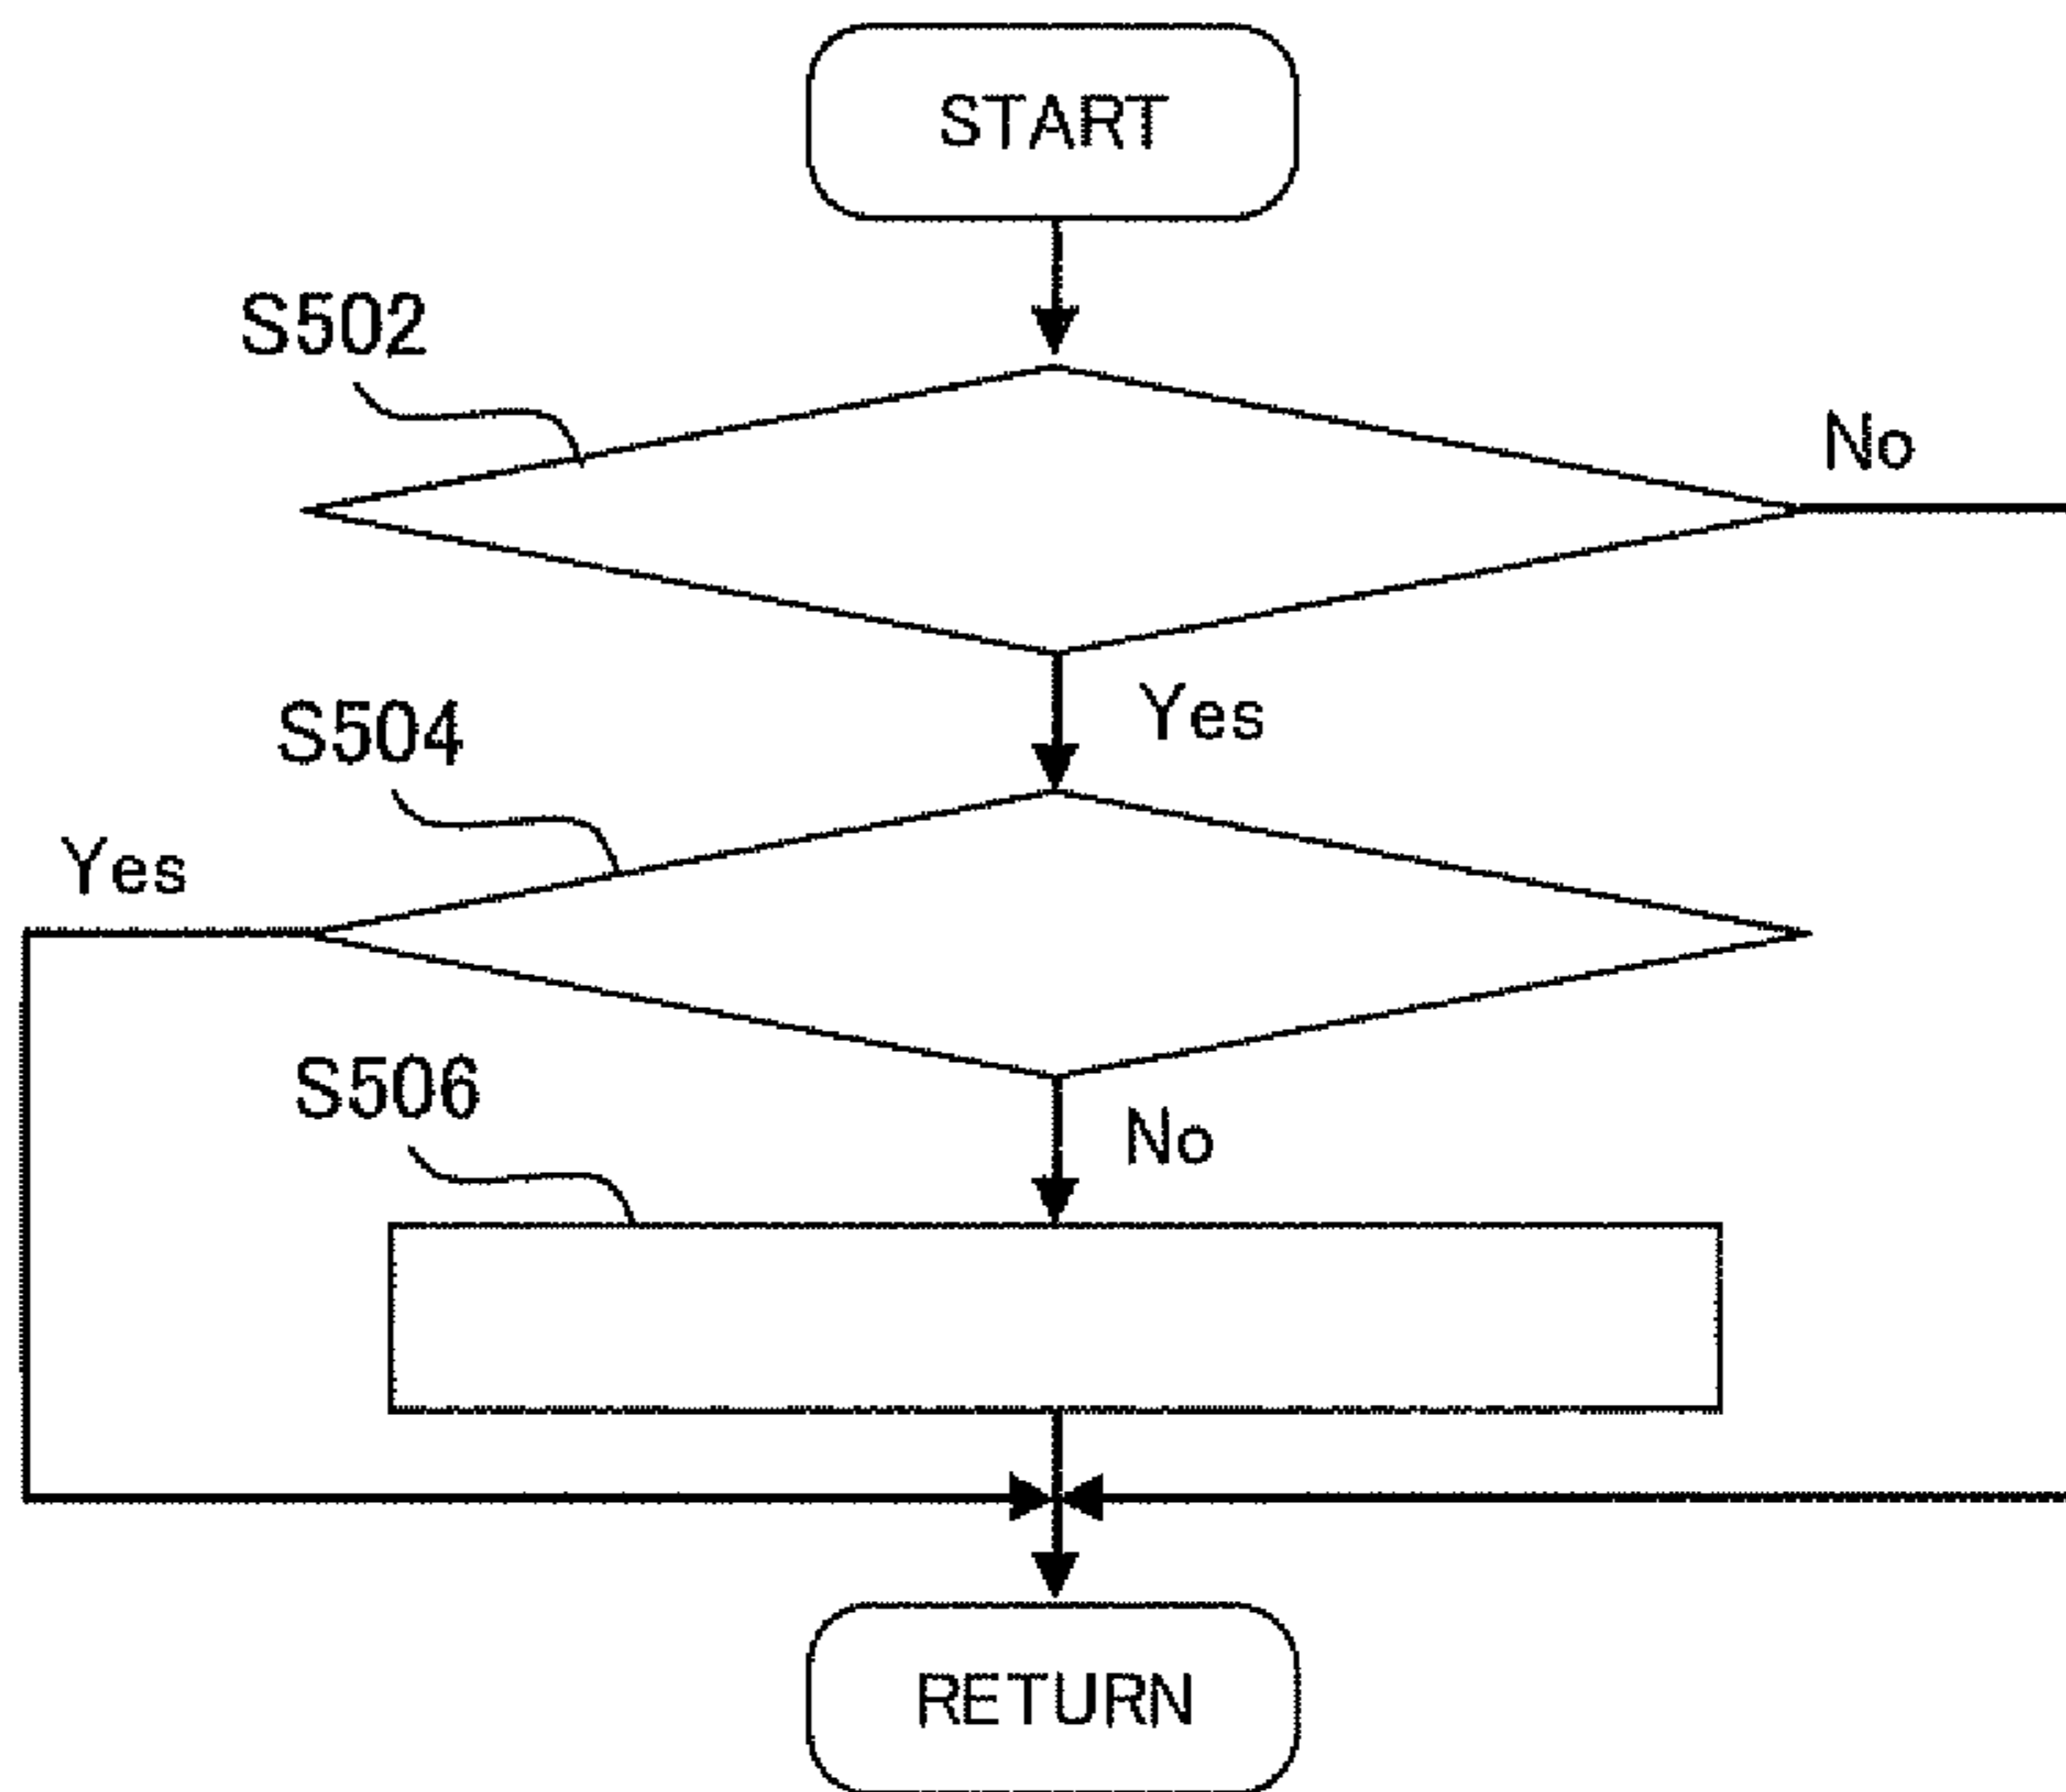 START
S502
No
Yes
S504
Yes
S506
No
RETURN